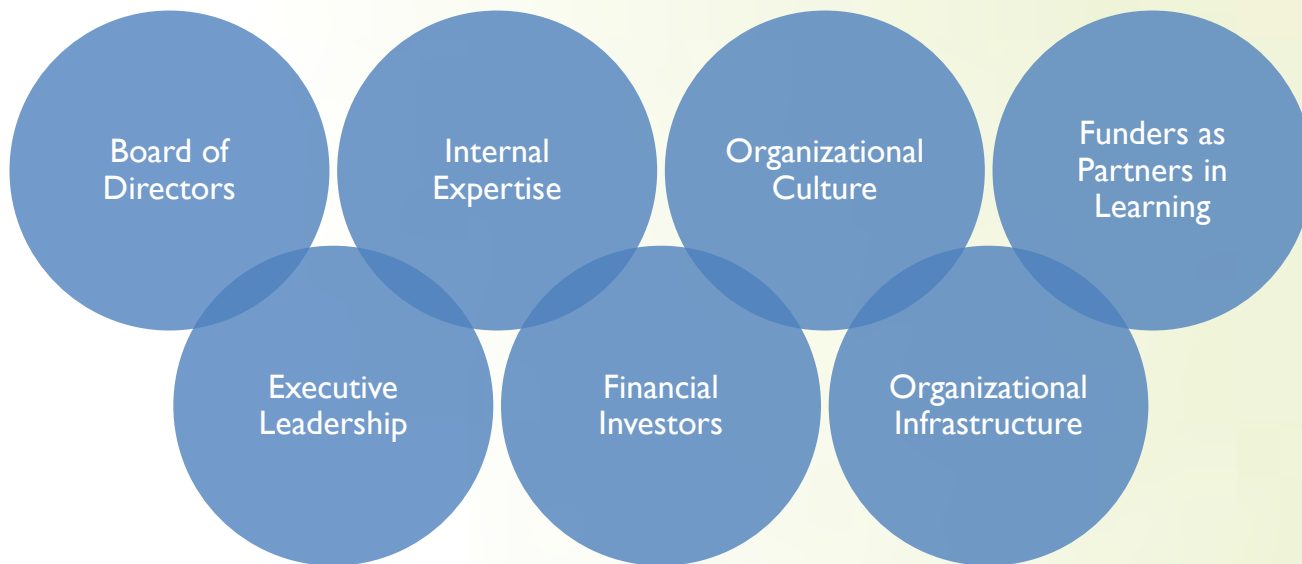 Board of
Directors
Internal
Expertise
Organizational
Culture
Funders as
Partners in
Learning
Executive
Leadership
Financial
Investors
Organizational
Infrastructure